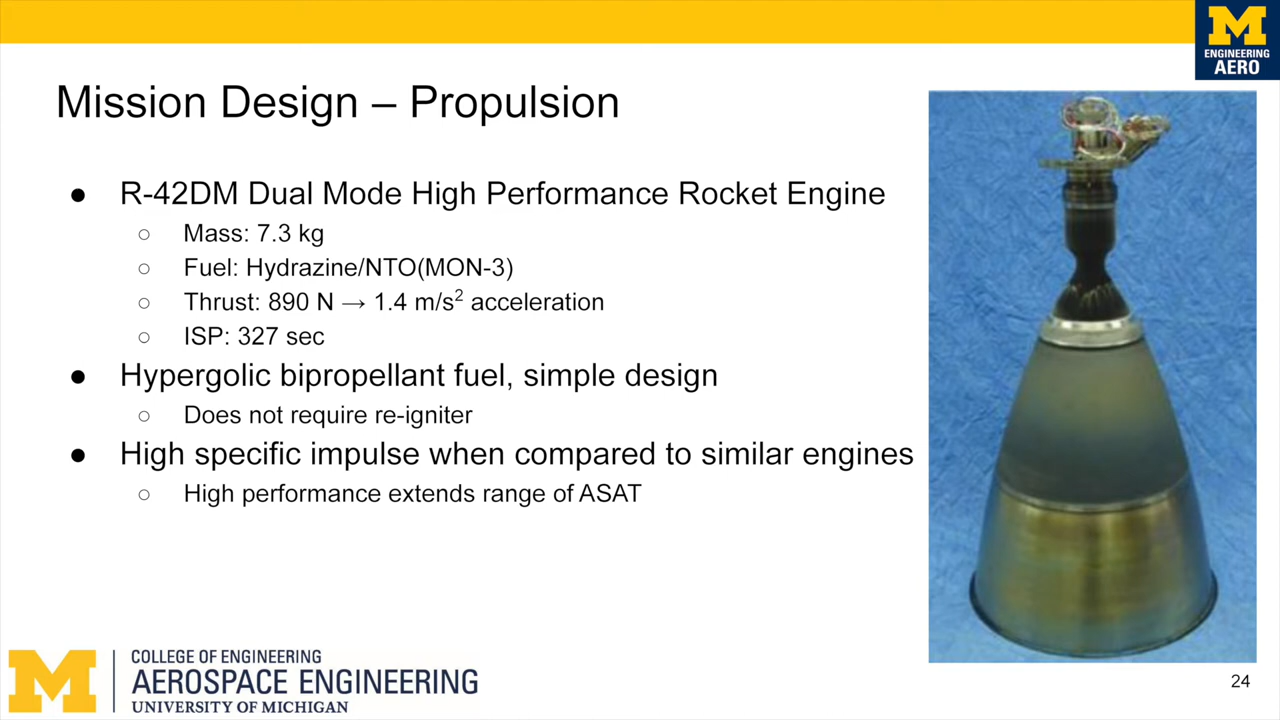 M
ENGINEERING
AERO
Mission Design – Propulsion
● R-42DM Dual Mode High Performance Rocket Engine
○ Mass: 7.3 kg
○ Fuel: Hydrazine/NTO(MON-3)
○ Thrust: 890 N → 1.4 m/s² acceleration
○ ISP: 327 sec
● Hypergolic bipropellant fuel, simple design
○ Does not require re-igniter
● High specific impulse when compared to similar engines
○ High performance extends range of ASAT
M
COLLEGE OF ENGINEERING
AEROSPACE ENGINEERING
UNIVERSITY OF MICHIGAN
24